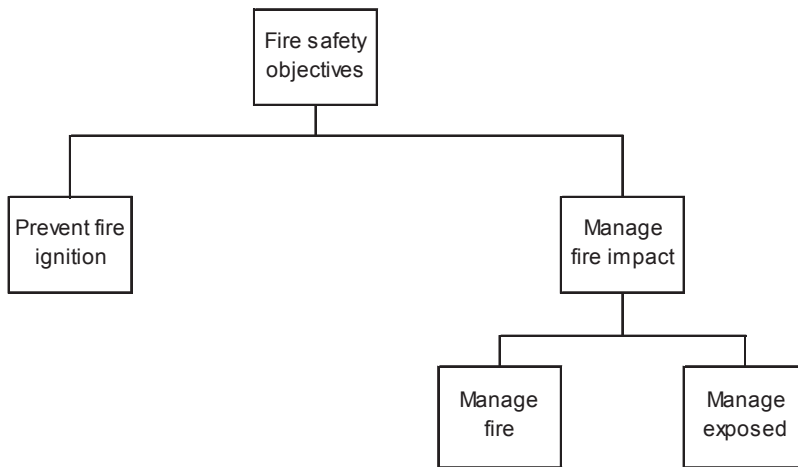 Fire safety
objectives
Prevent fire
ignition
Manage
fire impact
Manage
fire
Manage
exposed